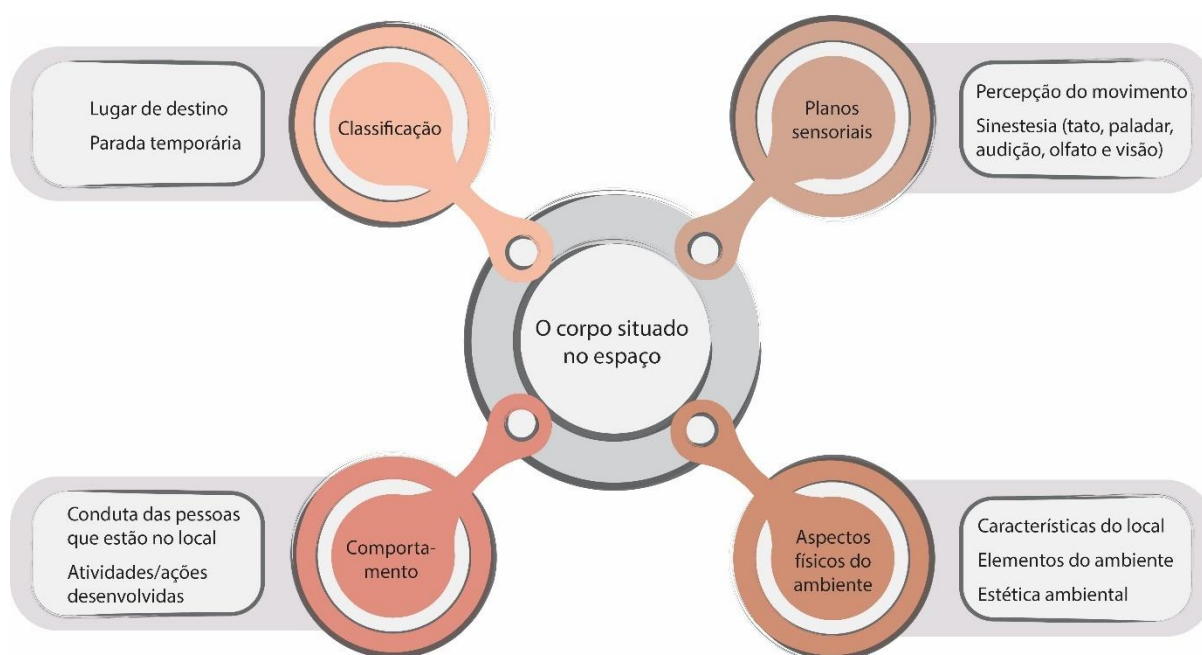 Lugar de destino
Parada temporária
Classificação
Planos
sensoriais
Percepção do movimento
Sinestesia (tato, paladar,
audição, olfato e visão)
O corpo situado
no espaço
Conduta das pessoas
que estão no local
Atividades/ações
desenvolvidas
Comporta-
mento
Aspectos
físicos do
ambiente
Características do local
Elementos do ambiente
Estética ambiental